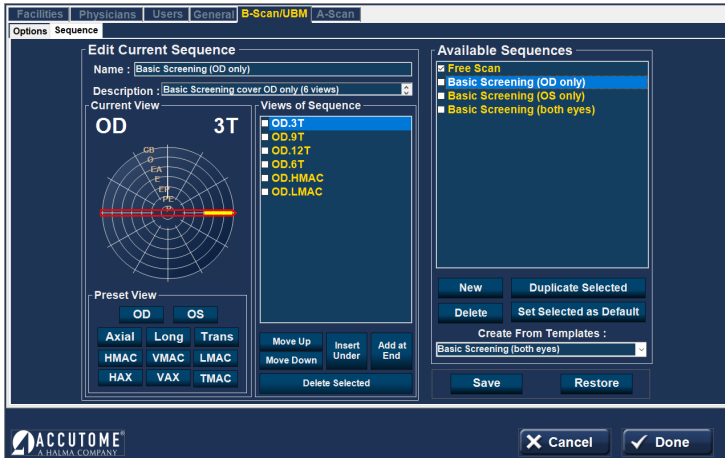 Facilities Physicians Users General B-Scan/UBM A-Scan
Options Sequence
Edit Current Sequence
Name : Basic Screening (OD only)
Description : Basic Screening cover OD only (6 views)
Current View
OD 3T
CB
O
EA
E
EP
PE
P
Preset View
OD OS
Axial Long Trans
HMAC VMAC LMAC
HAX VAX TMAC
Views of Sequence
OD.3T
OD.9T
OD.12T
OD.6T
OD.HMAC
OD.LMAC
Move Up
Move Down
Insert Under
Add at End
Delete Selected
Available Sequences
Free Scan
Basic Screening (OD only)
Basic Screening (OS only)
Basic Screening (both eyes)
New Duplicate Selected
Delete Set Selected as Default
Create From Templates :
Basic Screening (both eyes)
Save Restore
ACCUTOME®
A HALMA COMPANY
Cancel Done